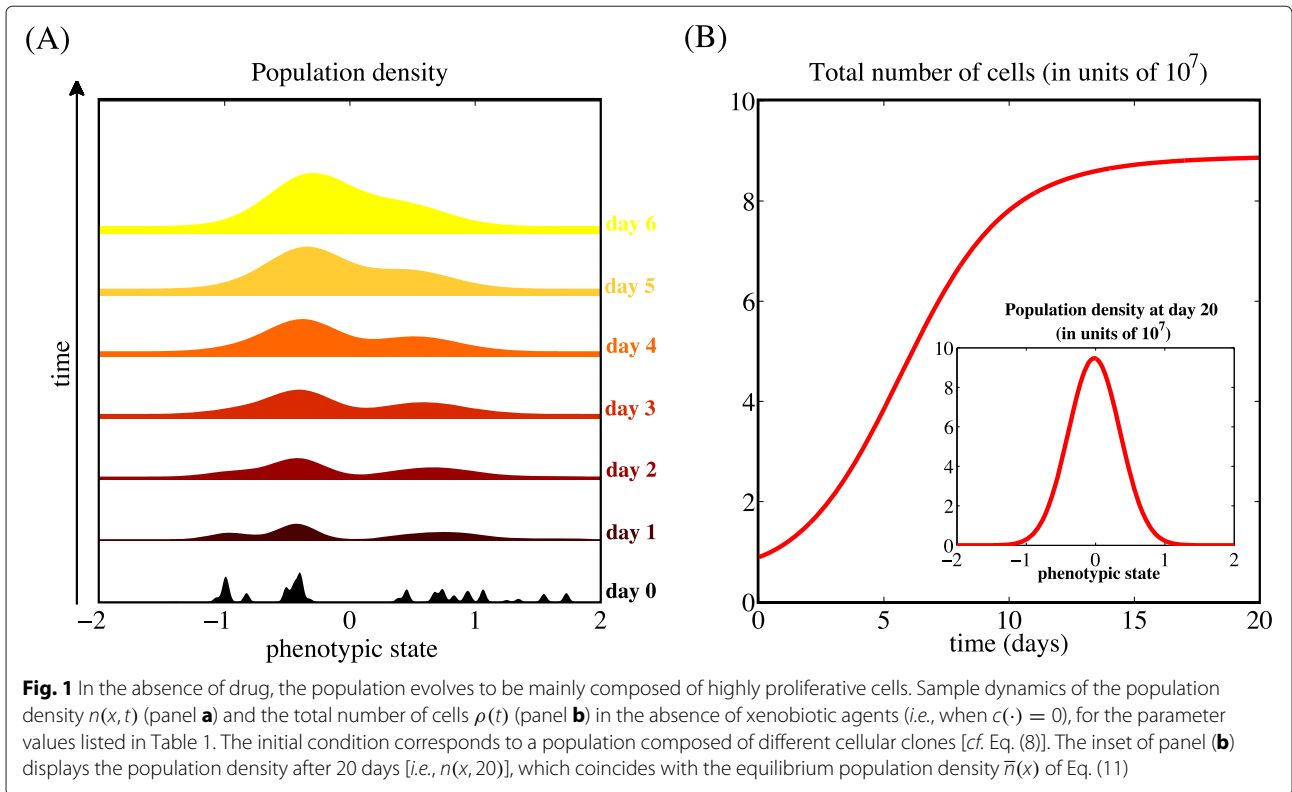 (A)
Population density
time
day 6
day 5
day 4
day 3
day 2
day 1
day 0
−2 −1 0 1 2
phenotypic state
(B)
Total number of cells (in units of 10⁷)
10
8
6
4
2
0
0 5 10 15 20
time (days)
Population density at day 20
(in units of 10⁷)
10
8
6
4
2
0
−2 −1 0 1 2
phenotypic state
Fig. 1 In the absence of drug, the population evolves to be mainly composed of highly proliferative cells. Sample dynamics of the population
density n(x, t) (panel a) and the total number of cells ρ(t) (panel b) in the absence of xenobiotic agents (i.e., when c(·) = 0), for the parameter
values listed in Table 1. The initial condition corresponds to a population composed of different cellular clones [cf. Eq. (8)]. The inset of panel (b)
displays the population density after 20 days [i.e., n(x, 20)], which coincides with the equilibrium population density n̅(x) of Eq. (11)